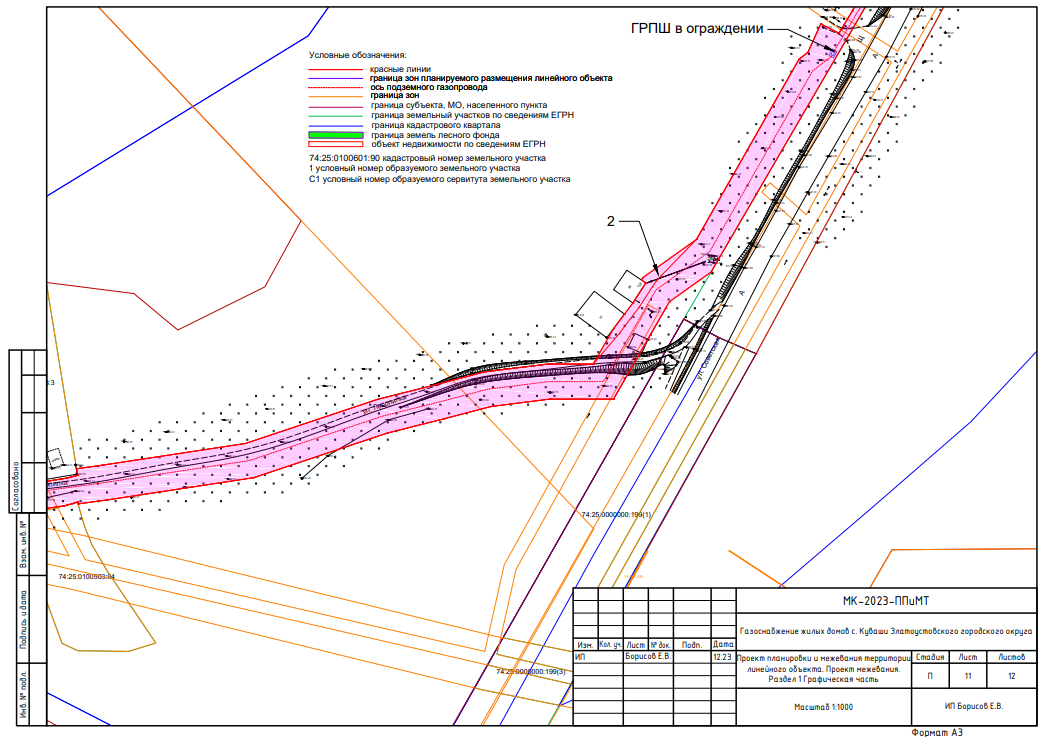 ГРПШ в ограждении
Условные обозначения:
красные линии
граница зон планируемого размещения линейного объекта
ось подземного газопровода
граница зон
граница субъекта, МО, населенного пункта
граница земельный участков по сведениям ЕГРН
граница кадастрового квартала
граница земель лесного фонда
объект недвижимости по сведениям ЕГРН
74:25:0100601:90 кадастровый номер земельного участка
1 условный номер образуемого земельного участка
С1 условный номер образуемого сервитута земельного участка
Щ
А
2
А
74:25:0000000:199(1)
74:25:0000000:199(3)
Согласовано
Взам. инв. №
Подпись и дата
Инв. № подл.
МК-2023-ППиМТ
Газоснабжение жилых домов с. Куваши Златоустовского городского округа
Изм. Кол. уч. Лист № док. Подп. Дата
ИП Борисов Е.В. 12.23
Проект планировки и межевания территории
линейного объекта. Проект межевания.
Раздел 1 Графическая часть
Стадия Лист Листов
П 11 12
Масштаб 1:1000
ИП Борисов Е.В.
Формат А3